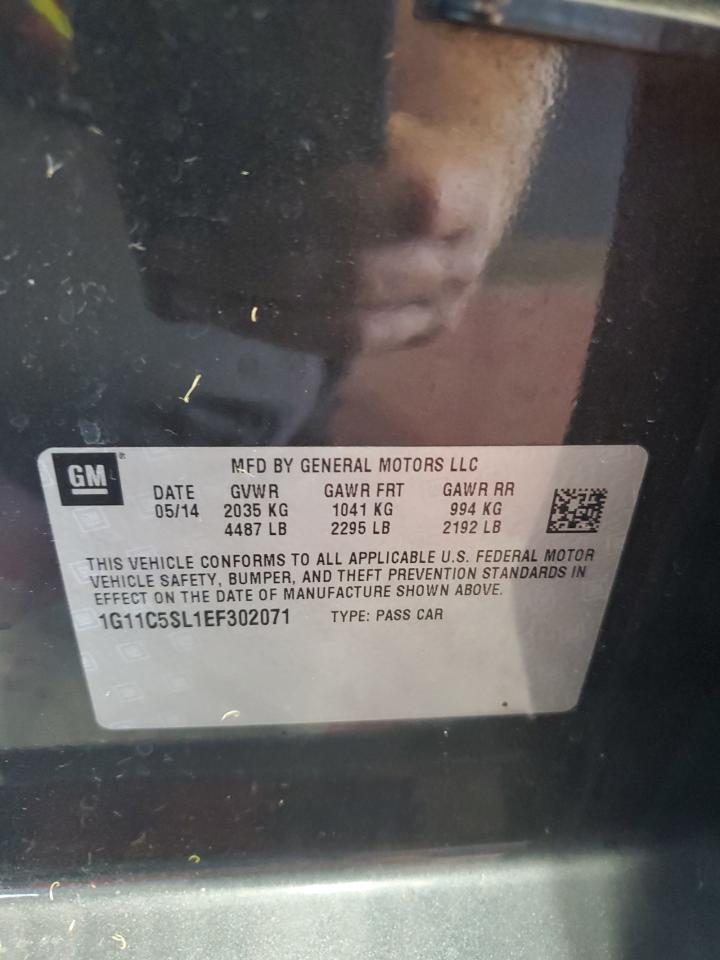 GM
MFD BY GENERAL MOTORS LLC
DATE GVWR GAWR FRT GAWR RR
05/14 2035 KG 1041 KG 994 KG
4487 LB 2295 LB 2192 LB
THIS VEHICLE CONFORMS TO ALL APPLICABLE U.S. FEDERAL MOTOR
VEHICLE SAFETY, BUMPER, AND THEFT PREVENTION STANDARDS IN
EFFECT ON THE DATE OF MANUFACTURE SHOWN ABOVE.
1G11C5SL1EF302071 TYPE: PASS CAR